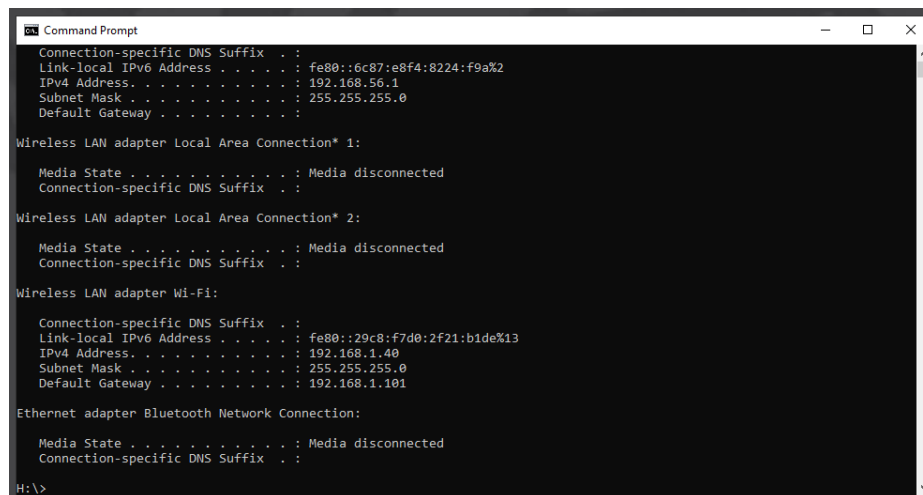 Command Prompt
Connection-specific DNS Suffix  . :
Link-local IPv6 Address . . . . . : fe80::6c87:e8f4:8224:f9a%2
IPv4 Address. . . . . . . . . . . : 192.168.56.1
Subnet Mask . . . . . . . . . . . : 255.255.255.0
Default Gateway . . . . . . . . . :
Wireless LAN adapter Local Area Connection* 1:
Media State . . . . . . . . . . . : Media disconnected
Connection-specific DNS Suffix  . :
Wireless LAN adapter Local Area Connection* 2:
Media State . . . . . . . . . . . : Media disconnected
Connection-specific DNS Suffix  . :
Wireless LAN adapter Wi-Fi:
Connection-specific DNS Suffix  . :
Link-local IPv6 Address . . . . . : fe80::29c8:f7d0:2f21:b1de%13
IPv4 Address. . . . . . . . . . . : 192.168.1.40
Subnet Mask . . . . . . . . . . . : 255.255.255.0
Default Gateway . . . . . . . . . : 192.168.1.101
Ethernet adapter Bluetooth Network Connection:
Media State . . . . . . . . . . . : Media disconnected
Connection-specific DNS Suffix  . :
H:\>